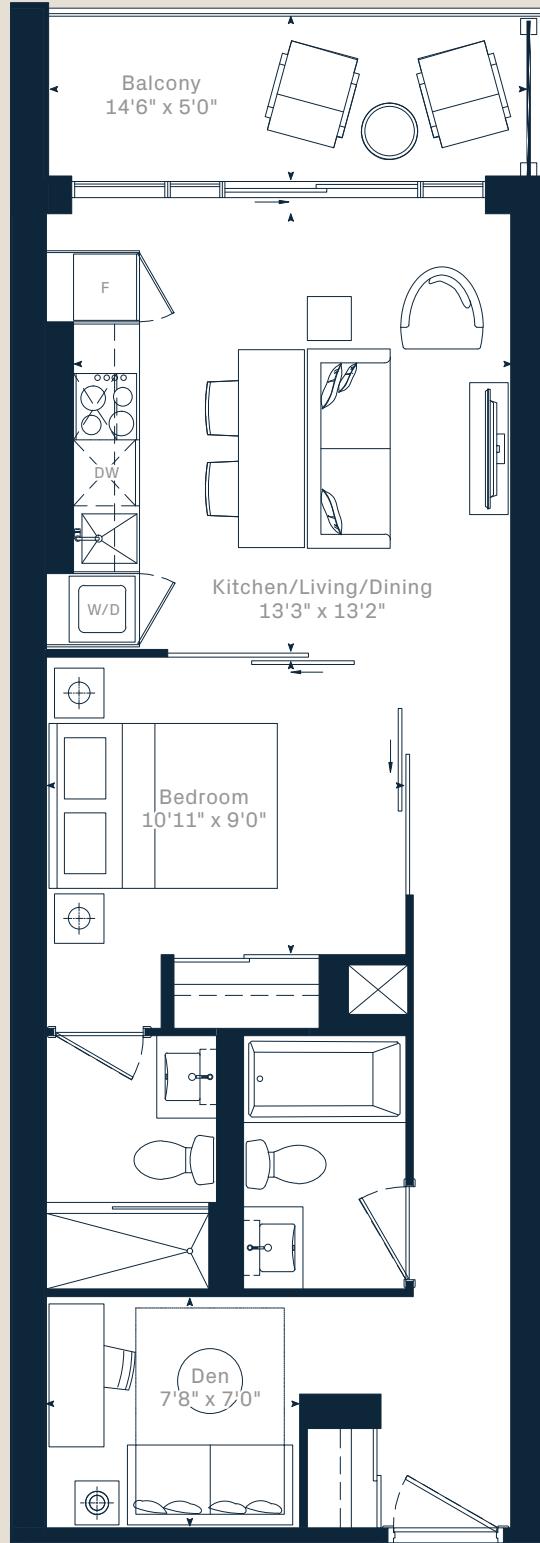 Balcony
14'6" x 5'0"
F
DW
W/D
Kitchen/Living/Dining
13'3" x 13'2"
Bedroom
10'11" x 9'0"
Den
7'8" x 7'0"